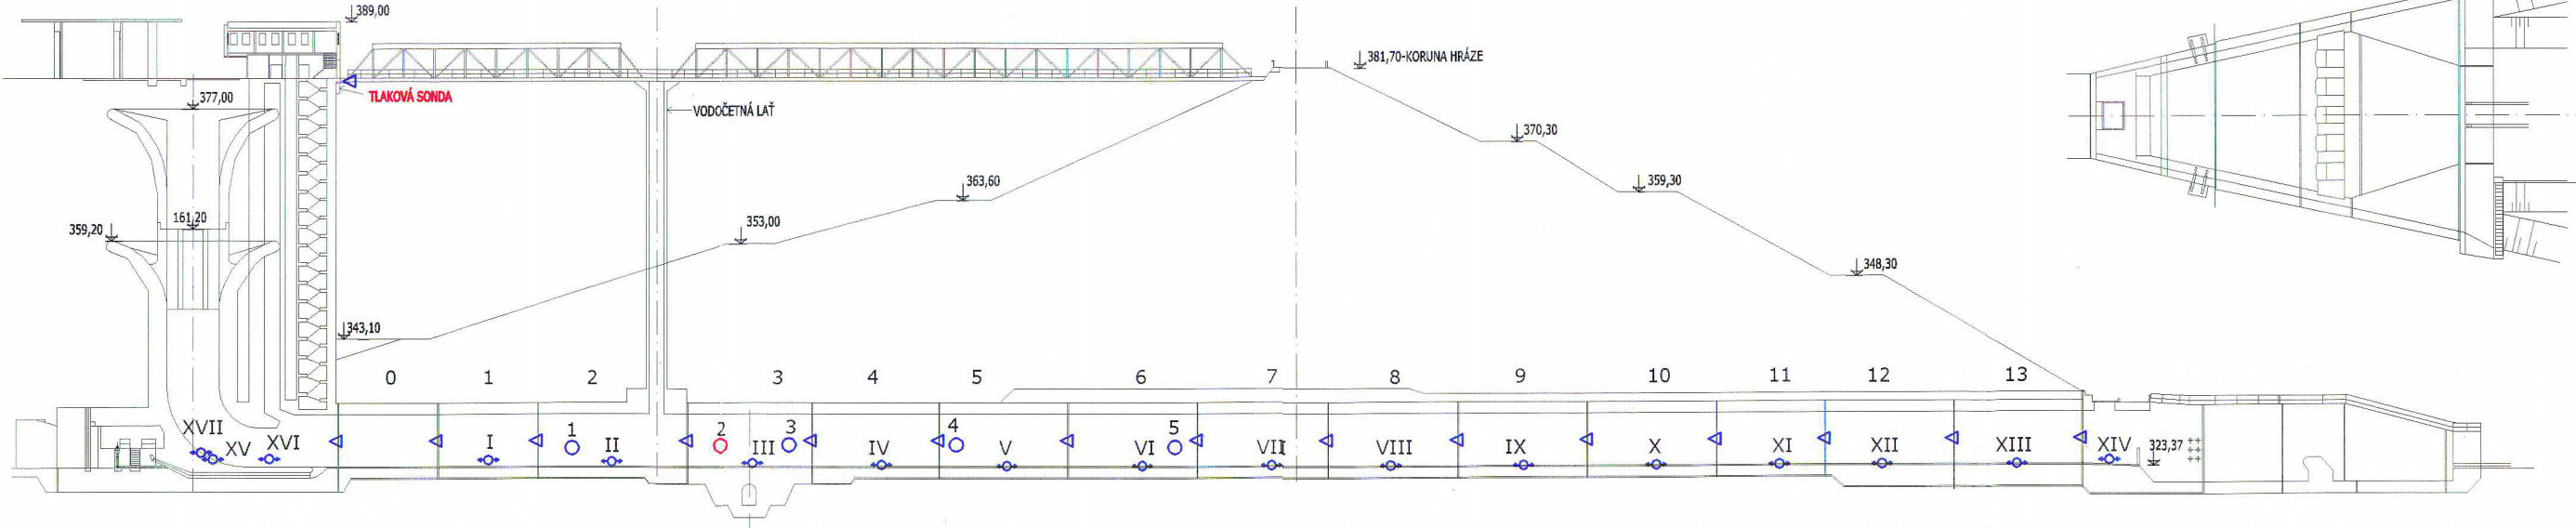 389,00
381,70-KORUNA HRÁZE
TLAKOVÁ SONDA
377,00
VODOČETNÁ LAŤ
370,30
363,60
359,30
161,20
353,00
359,20
348,30
343,10
0 1 2 3 4 5 6 7 8 9 10 11 12 13
1 2 3 4 5
XVII XV XVI I II III IV V VI VII VIII IX X XI XII XIII XIV 323,37